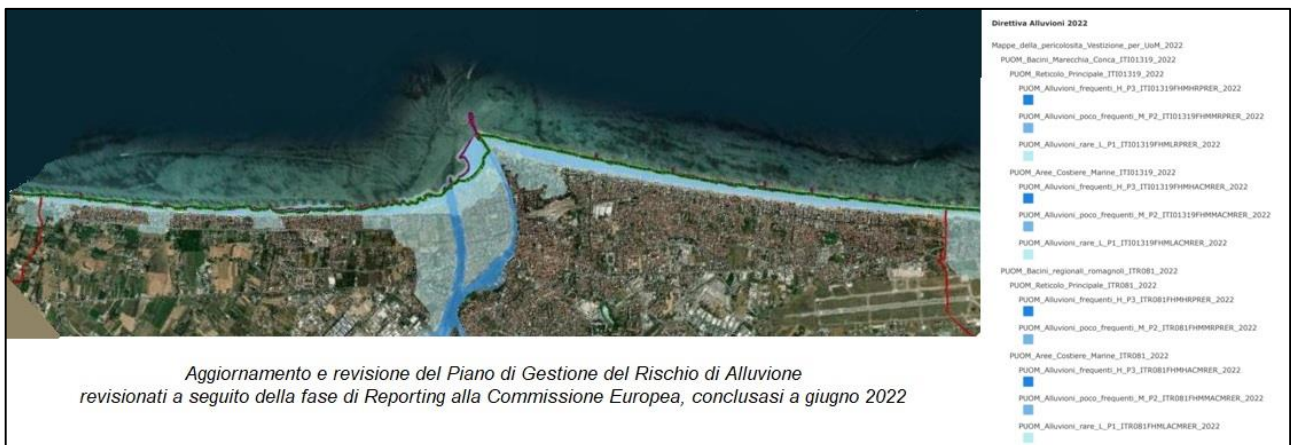 Direttiva Alluvioni 2022
Mappe_della_pericolosita_Vestizione_per_UoM_2022
PUOM_Bacini_Marecchia_Conca_ITI01319_2022
PUOM_Reticolo_Principale_ITI01319_2022
PUOM_Alluvioni_frequenti_H_P3_ITI01319FHMHRPRER_2022
PUOM_Alluvioni_poco_frequenti_M_P2_ITI01319FHMMRPRER_2022
PUOM_Alluvioni_rare_L_P1_ITI01319FHMLRPRER_2022
PUOM_Aree_Costiere_Marine_ITI01319_2022
PUOM_Alluvioni_frequenti_H_P3_ITI01319FHMHACMRER_2022
PUOM_Alluvioni_poco_frequenti_M_P2_ITI01319FHMMACMRER_2022
PUOM_Alluvioni_rare_L_P1_ITI01319FHMLACMRER_2022
PUOM_Bacini_regionali_romagnoli_ITR081_2022
PUOM_Reticolo_Principale_ITR081_2022
PUOM_Alluvioni_frequenti_H_P3_ITR081FHMHRPRER_2022
PUOM_Alluvioni_poco_frequenti_M_P2_ITR081FHMMRPRER_2022
PUOM_Aree_Costiere_Marine_ITR081_2022
PUOM_Alluvioni_frequenti_H_P3_ITR081FHMHACMRER_2022
PUOM_Alluvioni_poco_frequenti_M_P2_ITR081FHMMACMRER_2022
PUOM_Alluvioni_rare_L_P1_ITR081FHMLACMRER_2022
Aggiornamento e revisione del Piano di Gestione del Rischio di Alluvione
revisionati a seguito della fase di Reporting alla Commissione Europea, conclusasi a giugno 2022